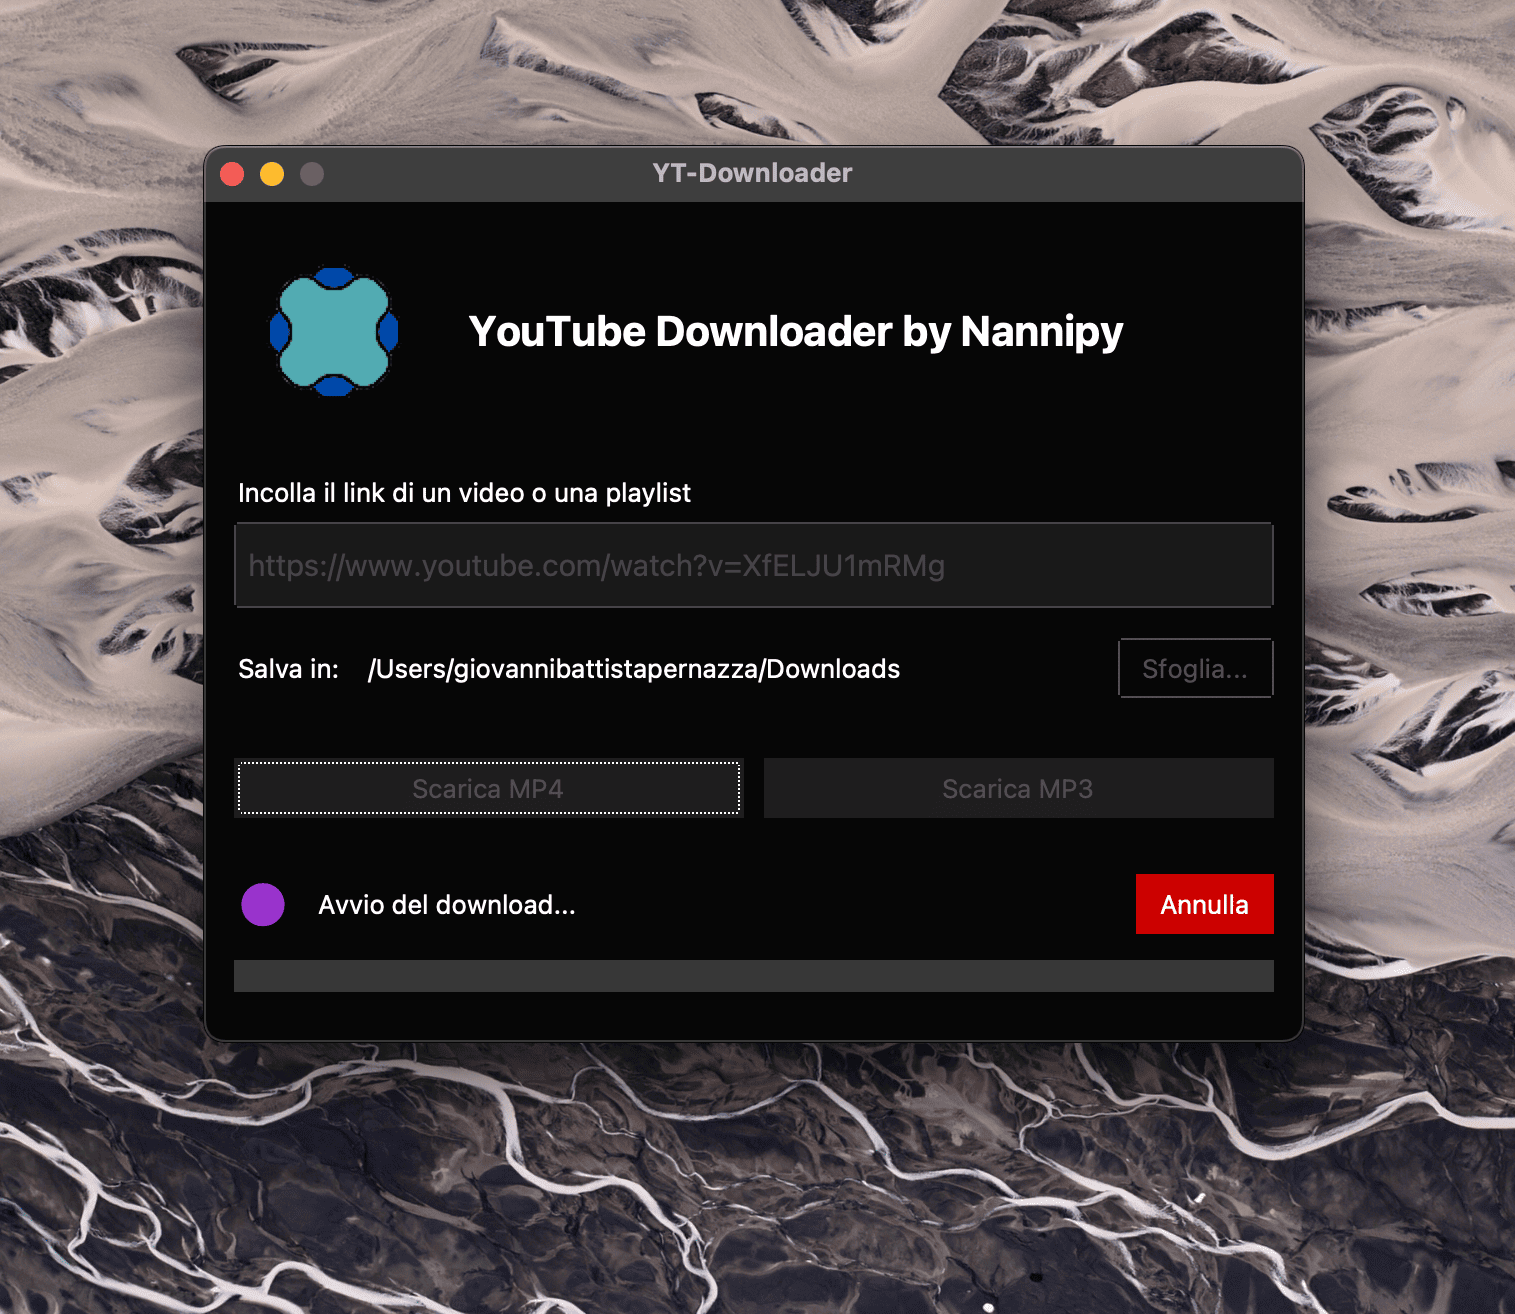 YT-Downloader
YouTube Downloader by Nannipy
Incolla il link di un video o una playlist
https://www.youtube.com/watch?v=XfELJU1mRMg
Salva in: /Users/giovannibattistapernazza/Downloads Sfoglia...
Scarica MP4 Scarica MP3
Avvio del download... Annulla